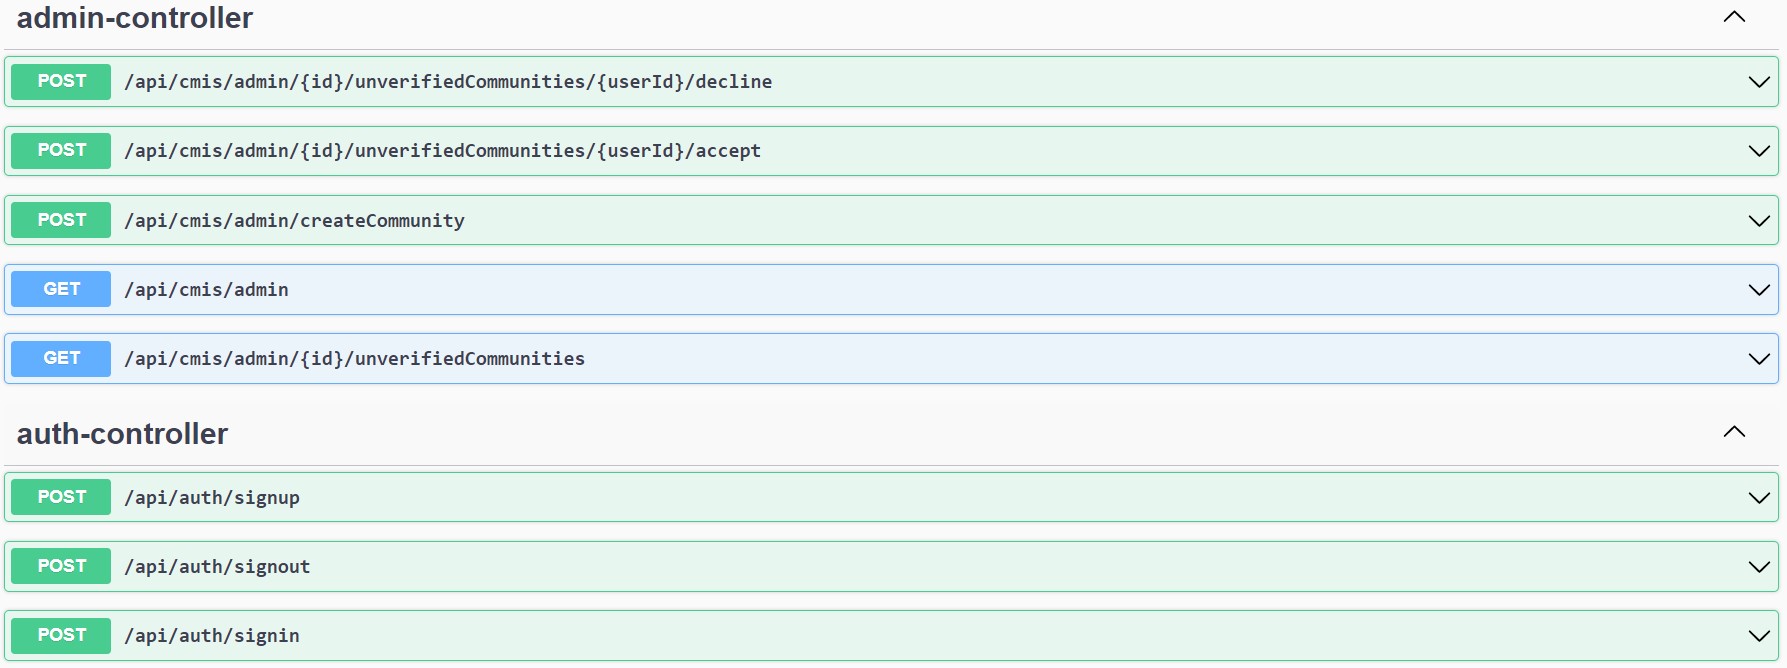 admin-controller
POST /api/cmis/admin/{id}/unverifiedCommunities/{userId}/decline
POST /api/cmis/admin/{id}/unverifiedCommunities/{userId}/accept
POST /api/cmis/admin/createCommunity
GET /api/cmis/admin
GET /api/cmis/admin/{id}/unverifiedCommunities
auth-controller
POST /api/auth/signup
POST /api/auth/signout
POST /api/auth/signin